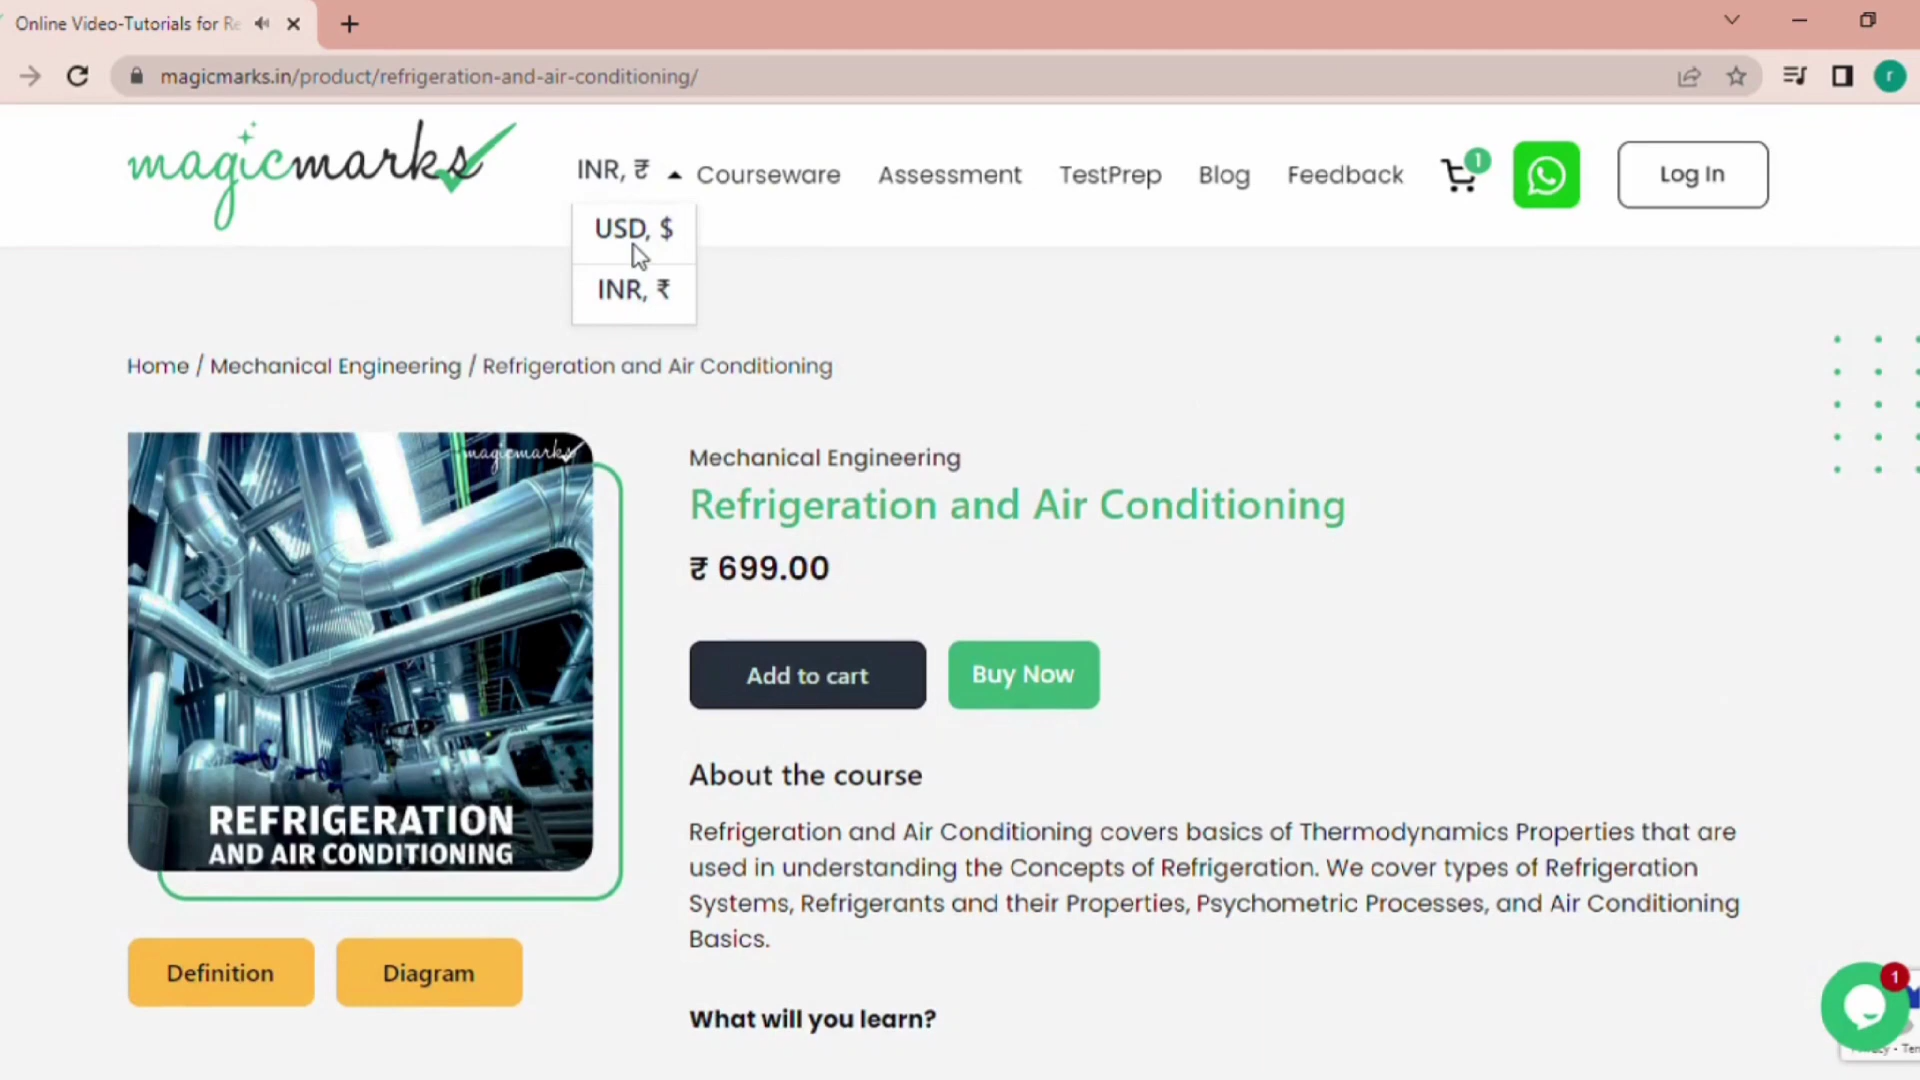 Online Video-Tutorials for Re
magicmarks.in/product/refrigeration-and-air-conditioning/
r
magicmarks
INR, ₹
Courseware
Assessment
TestPrep
Blog
Feedback
1
Log In
USD, $
INR, ₹
Home / Mechanical Engineering / Refrigeration and Air Conditioning
magicmarks
REFRIGERATION
AND AIR CONDITIONING
Definition
Diagram
Mechanical Engineering
Refrigeration and Air Conditioning
₹ 699.00
Add to cart
Buy Now
About the course
Refrigeration and Air Conditioning covers basics of Thermodynamics Properties that are
used in understanding the Concepts of Refrigeration. We cover types of Refrigeration
Systems, Refrigerants and their Properties, Psychometric Processes, and Air Conditioning
Basics.
What will you learn?
1